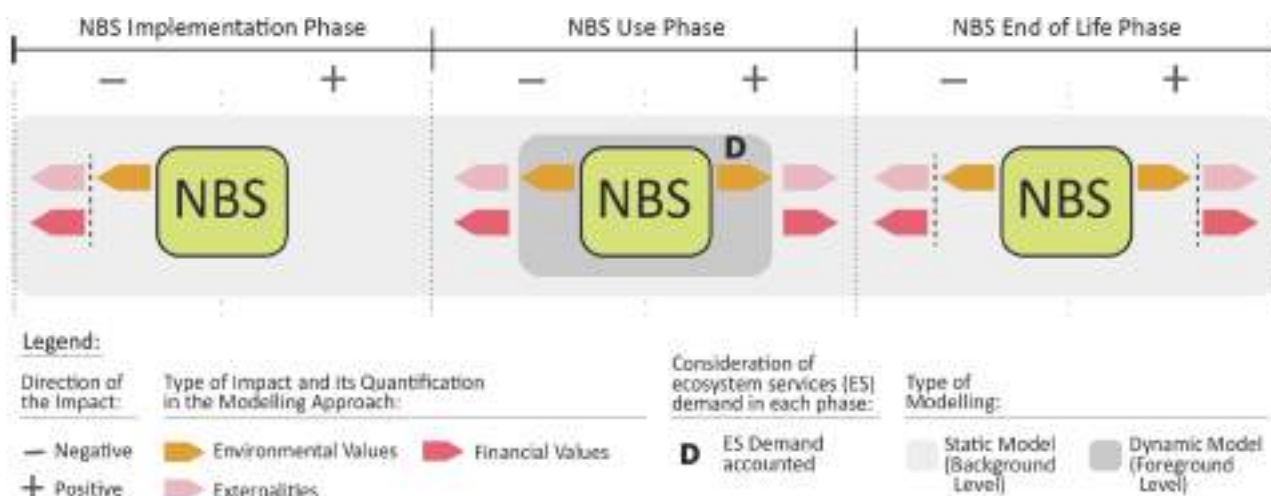 NBS Implementation Phase
NBS Use Phase
NBS End of Life Phase
− +
− +
− +
NBS
NBS
D
NBS
Legend:
Direction of
the Impact:
− Negative
+ Positive
Type of Impact and its Quantification
in the Modelling Approach:
Environmental Values
Financial Values
Externalities
Consideration of
ecosystem services (ES)
demand in each phase:
D ES Demand
accounted
Type of
Modelling:
Static Model
(Background
Level)
Dynamic Model
(Foreground
Level)